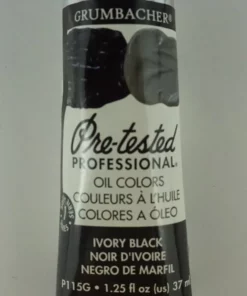 GRUMBACHER®
Pre-tested
PROFESSIONAL®
OIL COLORS
COULEURS À L'HUILE
COLORES A ÓLEO
IVORY BLACK
NOIR D'IVOIRE
NEGRO DE MARFIL
P115G • 1.25 fl oz (us) 37 m